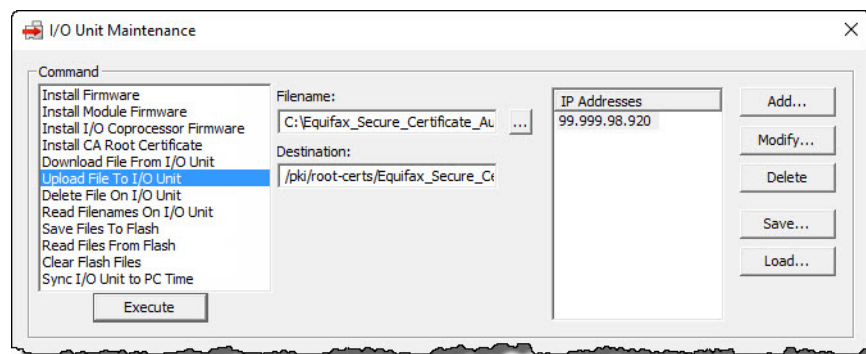 I/O Unit Maintenance
Command
Install Firmware
Install Module Firmware
Install I/O Coprocessor Firmware
Install CA Root Certificate
Download File From I/O Unit
Upload File To I/O Unit
Delete File On I/O Unit
Read Filenames On I/O Unit
Save Files To Flash
Read Files From Flash
Clear Flash Files
Sync I/O Unit to PC Time
Execute
Filename:
C:\Equifax_Secure_Certificate_Au
...
Destination:
/pki/root-certs/Equifax_Secure_Ce
IP Addresses
99.999.98.920
Add...
Modify...
Delete
Save...
Load...